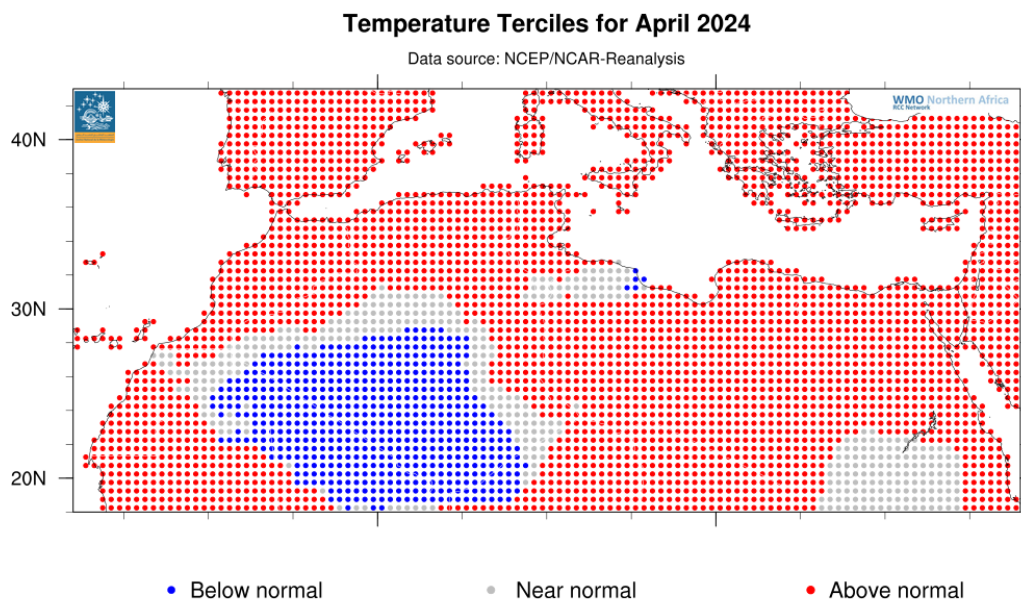 Temperature Terciles for April 2024
Data source: NCEP/NCAR-Reanalysis
WMO Northern Africa
RCC Network
40N
30N
20N
Below normal
Near normal
Above normal